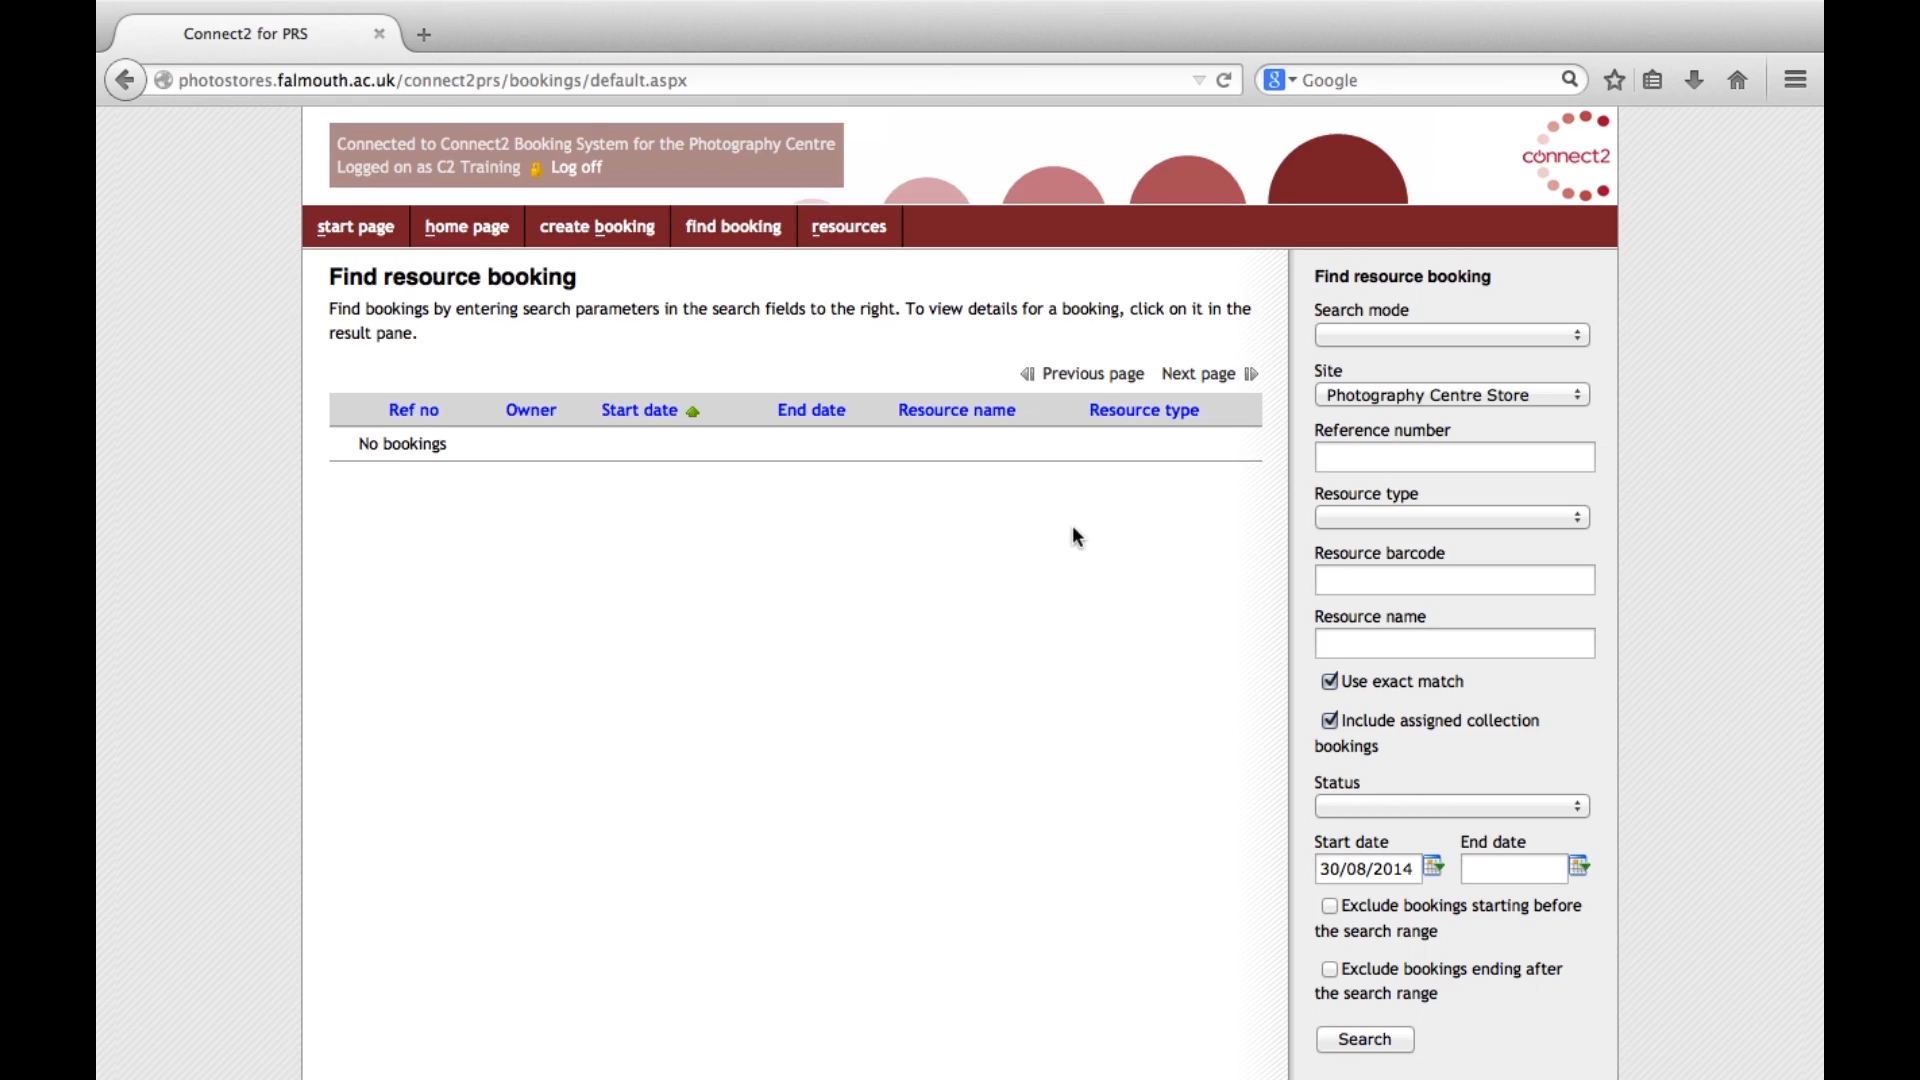 Connect2 for PRS
photostores.falmouth.ac.uk/connect2prs/bookings/default.aspx
8 Google
Connected to Connect2 Booking System for the Photography Centre
Logged on as C2 Training Log off
connect2
start page home page create booking find booking resources
Find resource booking
Find bookings by entering search parameters in the search fields to the right. To view details for a booking, click on it in the
result pane.
Previous page Next page
Ref no Owner Start date End date Resource name Resource type
No bookings
Find resource booking
Search mode
Site
Photography Centre Store
Reference number
Resource type
Resource barcode
Resource name
Use exact match
Include assigned collection
bookings
Status
Start date End date
30/08/2014
Exclude bookings starting before
the search range
Exclude bookings ending after
the search range
Search